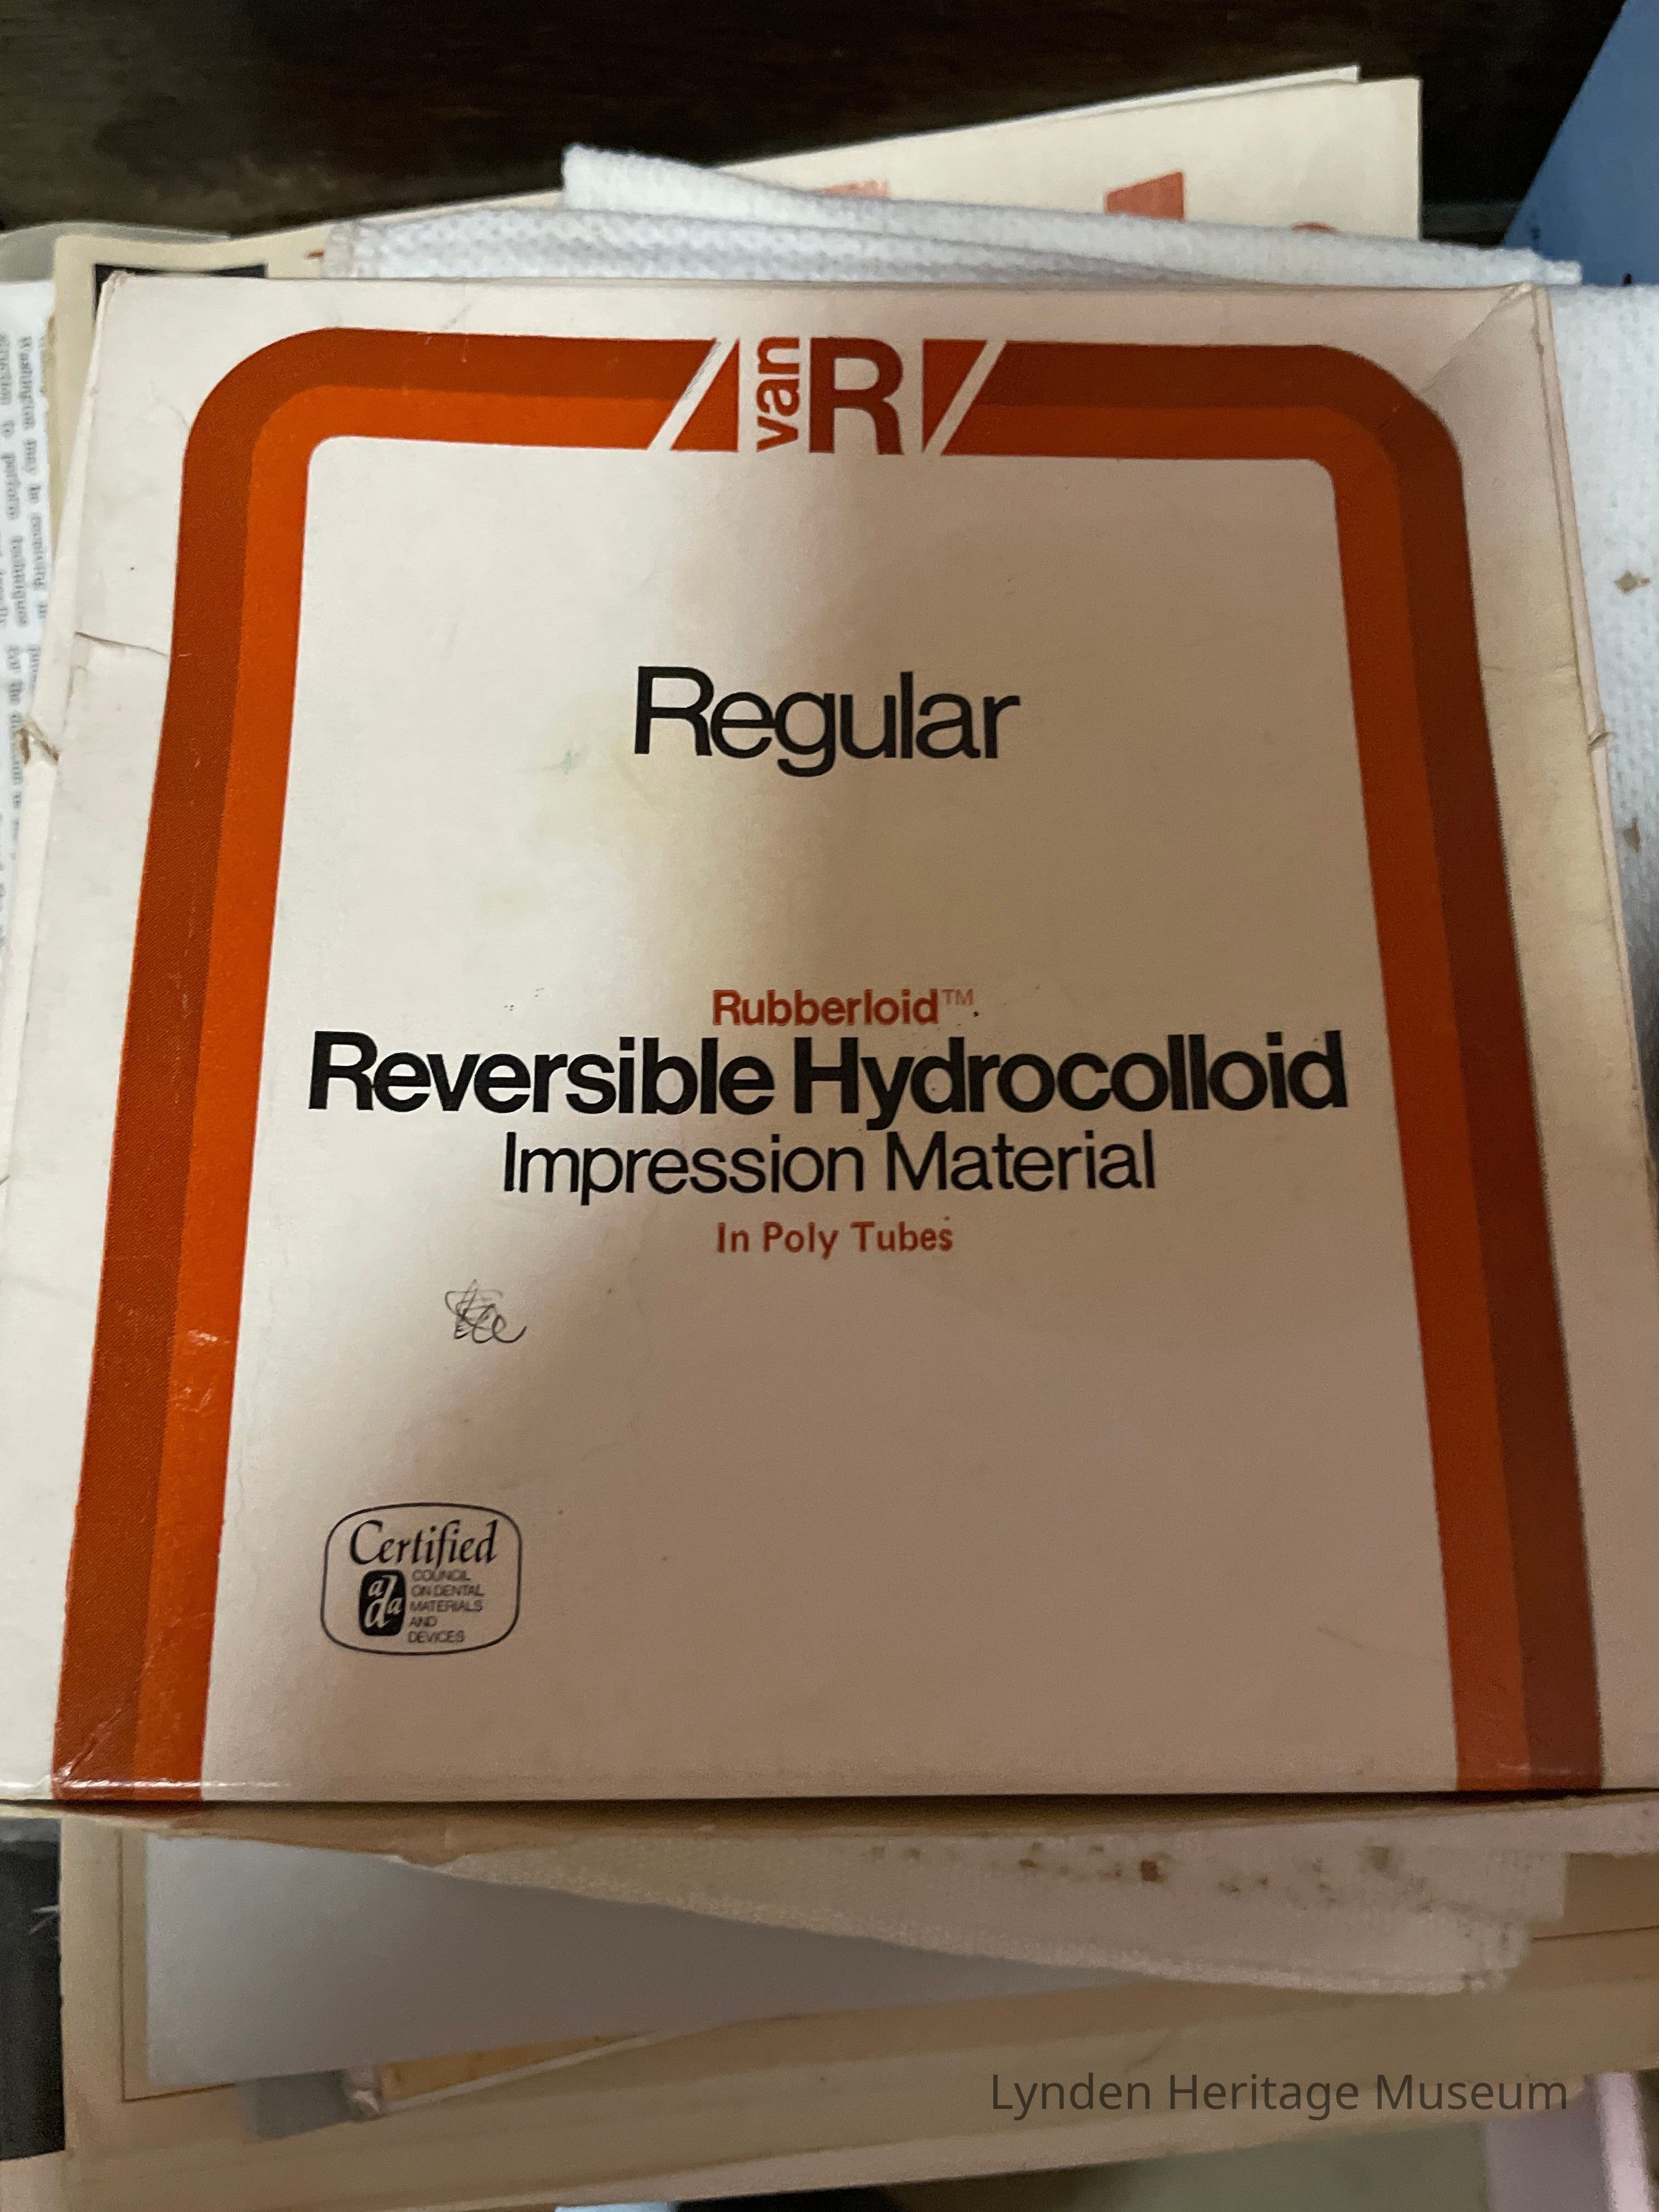 van R
Regular
Rubberloid™
Reversible Hydrocolloid
Impression Material
In Poly Tubes
Certified
ada
COUNCIL
ON DENTAL
MATERIALS
AND
DEVICES
Lynden Heritage Museum